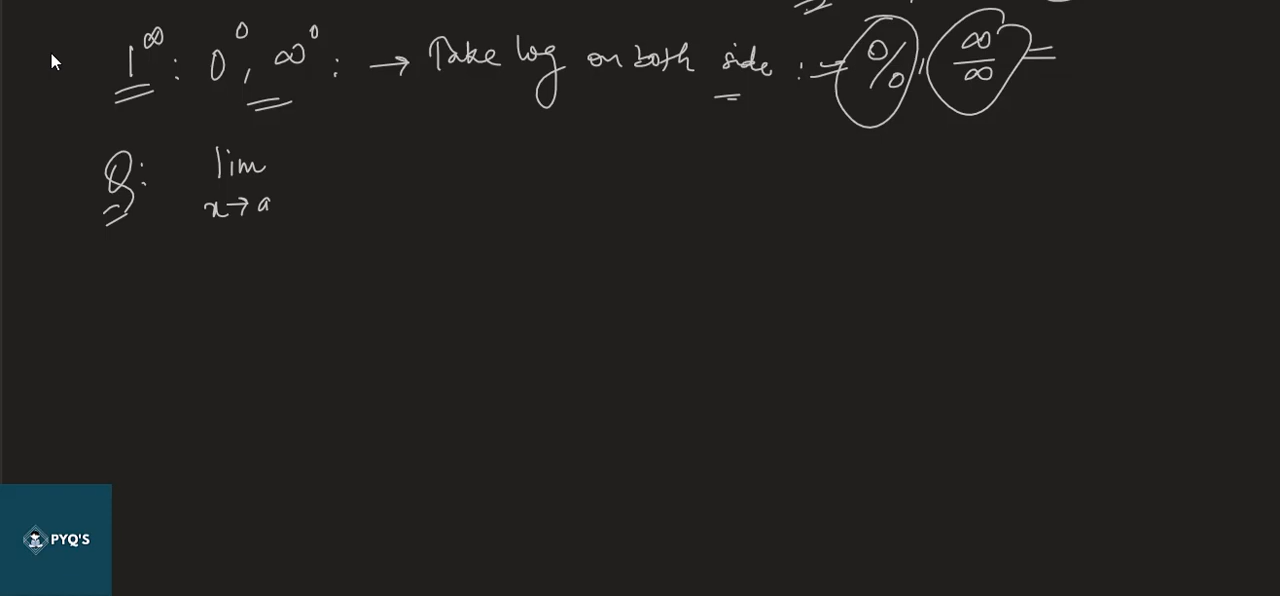 1^∞ : 0^0, ∞^0 : → Take log on both side : → 0/0, ∞/∞ =
Q: lim
x→a
PYQ'S